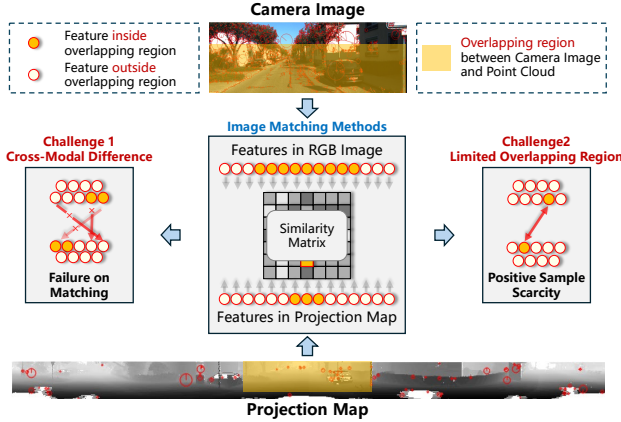 Camera Image
Feature inside
overlapping region
Feature outside
overlapping region
Overlapping region
between Camera Image
and Point Cloud
Image Matching Methods
Challenge 1
Cross-Modal Difference
Failure on
Matching
Features in RGB Image
Similarity
Matrix
Features in Projection Map
Challenge2
Limited Overlapping Region
Positive Sample
Scarcity
Projection Map